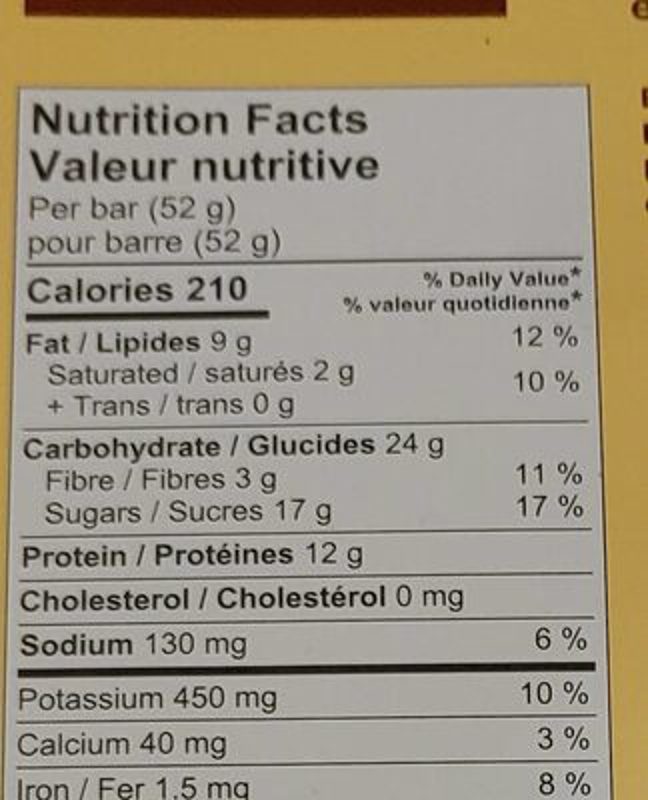 Nutrition Facts
Valeur nutritive
Per bar (52 g)
pour barre (52 g)
Calories 210
% Daily Value*
% valeur quotidienne*
Fat / Lipides 9 g 12 %
Saturated / saturés 2 g
+ Trans / trans 0 g 10 %
Carbohydrate / Glucides 24 g
Fibre / Fibres 3 g 11 %
Sugars / Sucres 17 g 17 %
Protein / Protéines 12 g
Cholesterol / Cholestérol 0 mg
Sodium 130 mg 6 %
Potassium 450 mg 10 %
Calcium 40 mg 3 %
Iron / Fer 1.5 mg 8 %